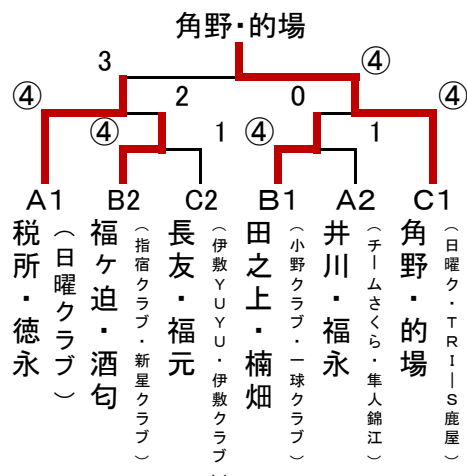 角野・的場
3
④
④
2
0
④
④
1
④
1
A1
B2
C2
B1
A2
C1
税所・徳永
（日曜クラブ）
福ヶ迫・酒匂
（指宿クラブ・新星クラブ）
長友・福元
（伊敷YUYU・伊敷クラブ）
田之上・楠畑
（小野クラブ・一球クラブ）
井川・福永
（チームさくら・隼人錦江）
角野・的場
（日曜ク・TRI－S鹿屋）